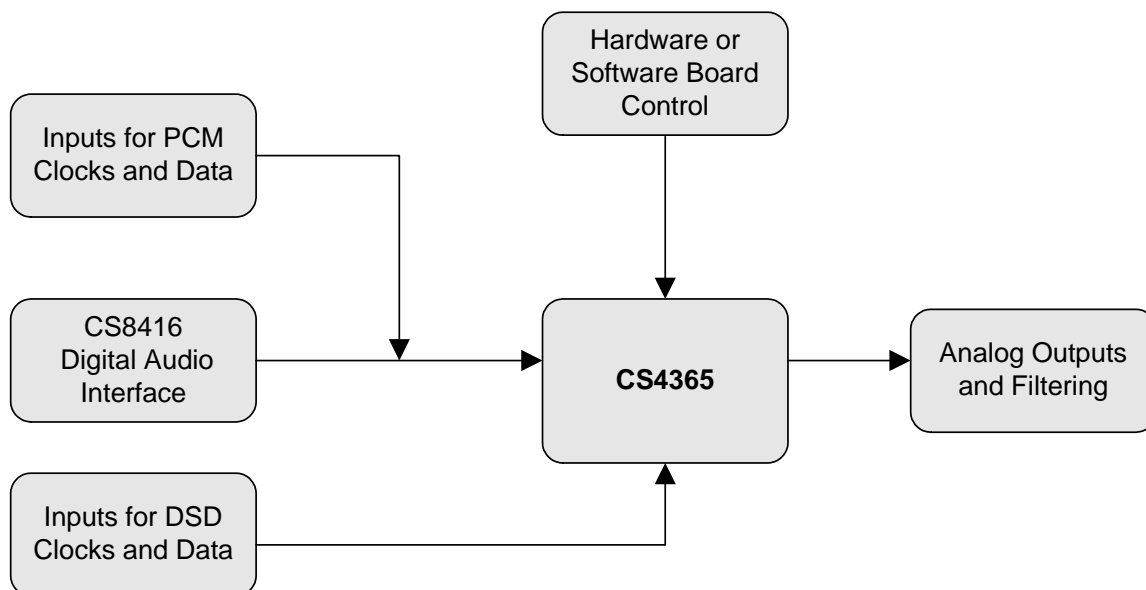 Hardware or
Software Board
Control
Inputs for PCM
Clocks and Data
CS8416
Digital Audio
Interface
CS4365
Analog Outputs
and Filtering
Inputs for DSD
Clocks and Data